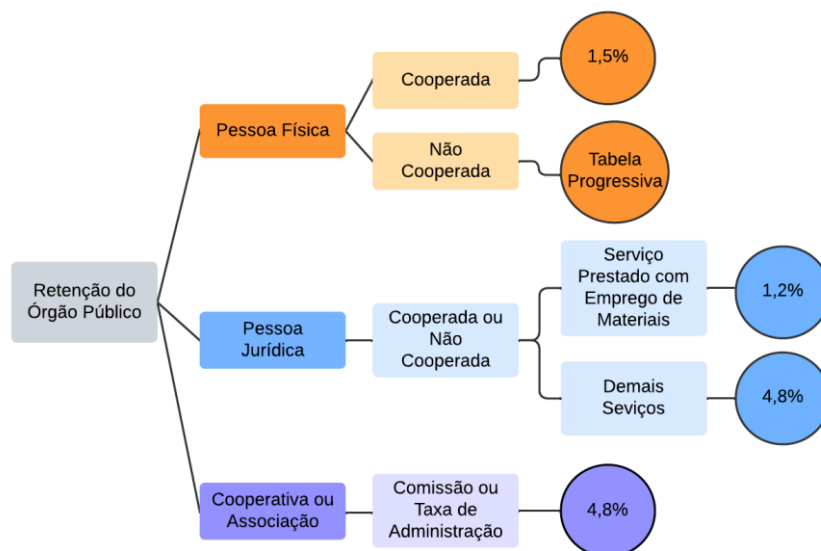 1,5%
Cooperada
Pessoa Física
Não
Cooperada
Tabela
Progressiva
Retenção do
Órgão Público
Pessoa
Jurídica
Cooperada ou
Não
Cooperada
Serviço
Prestado com
Emprego de
Materiais
1,2%
Demais
Seviços
4,8%
Cooperativa ou
Associação
Comissão ou
Taxa de
Administração
4,8%